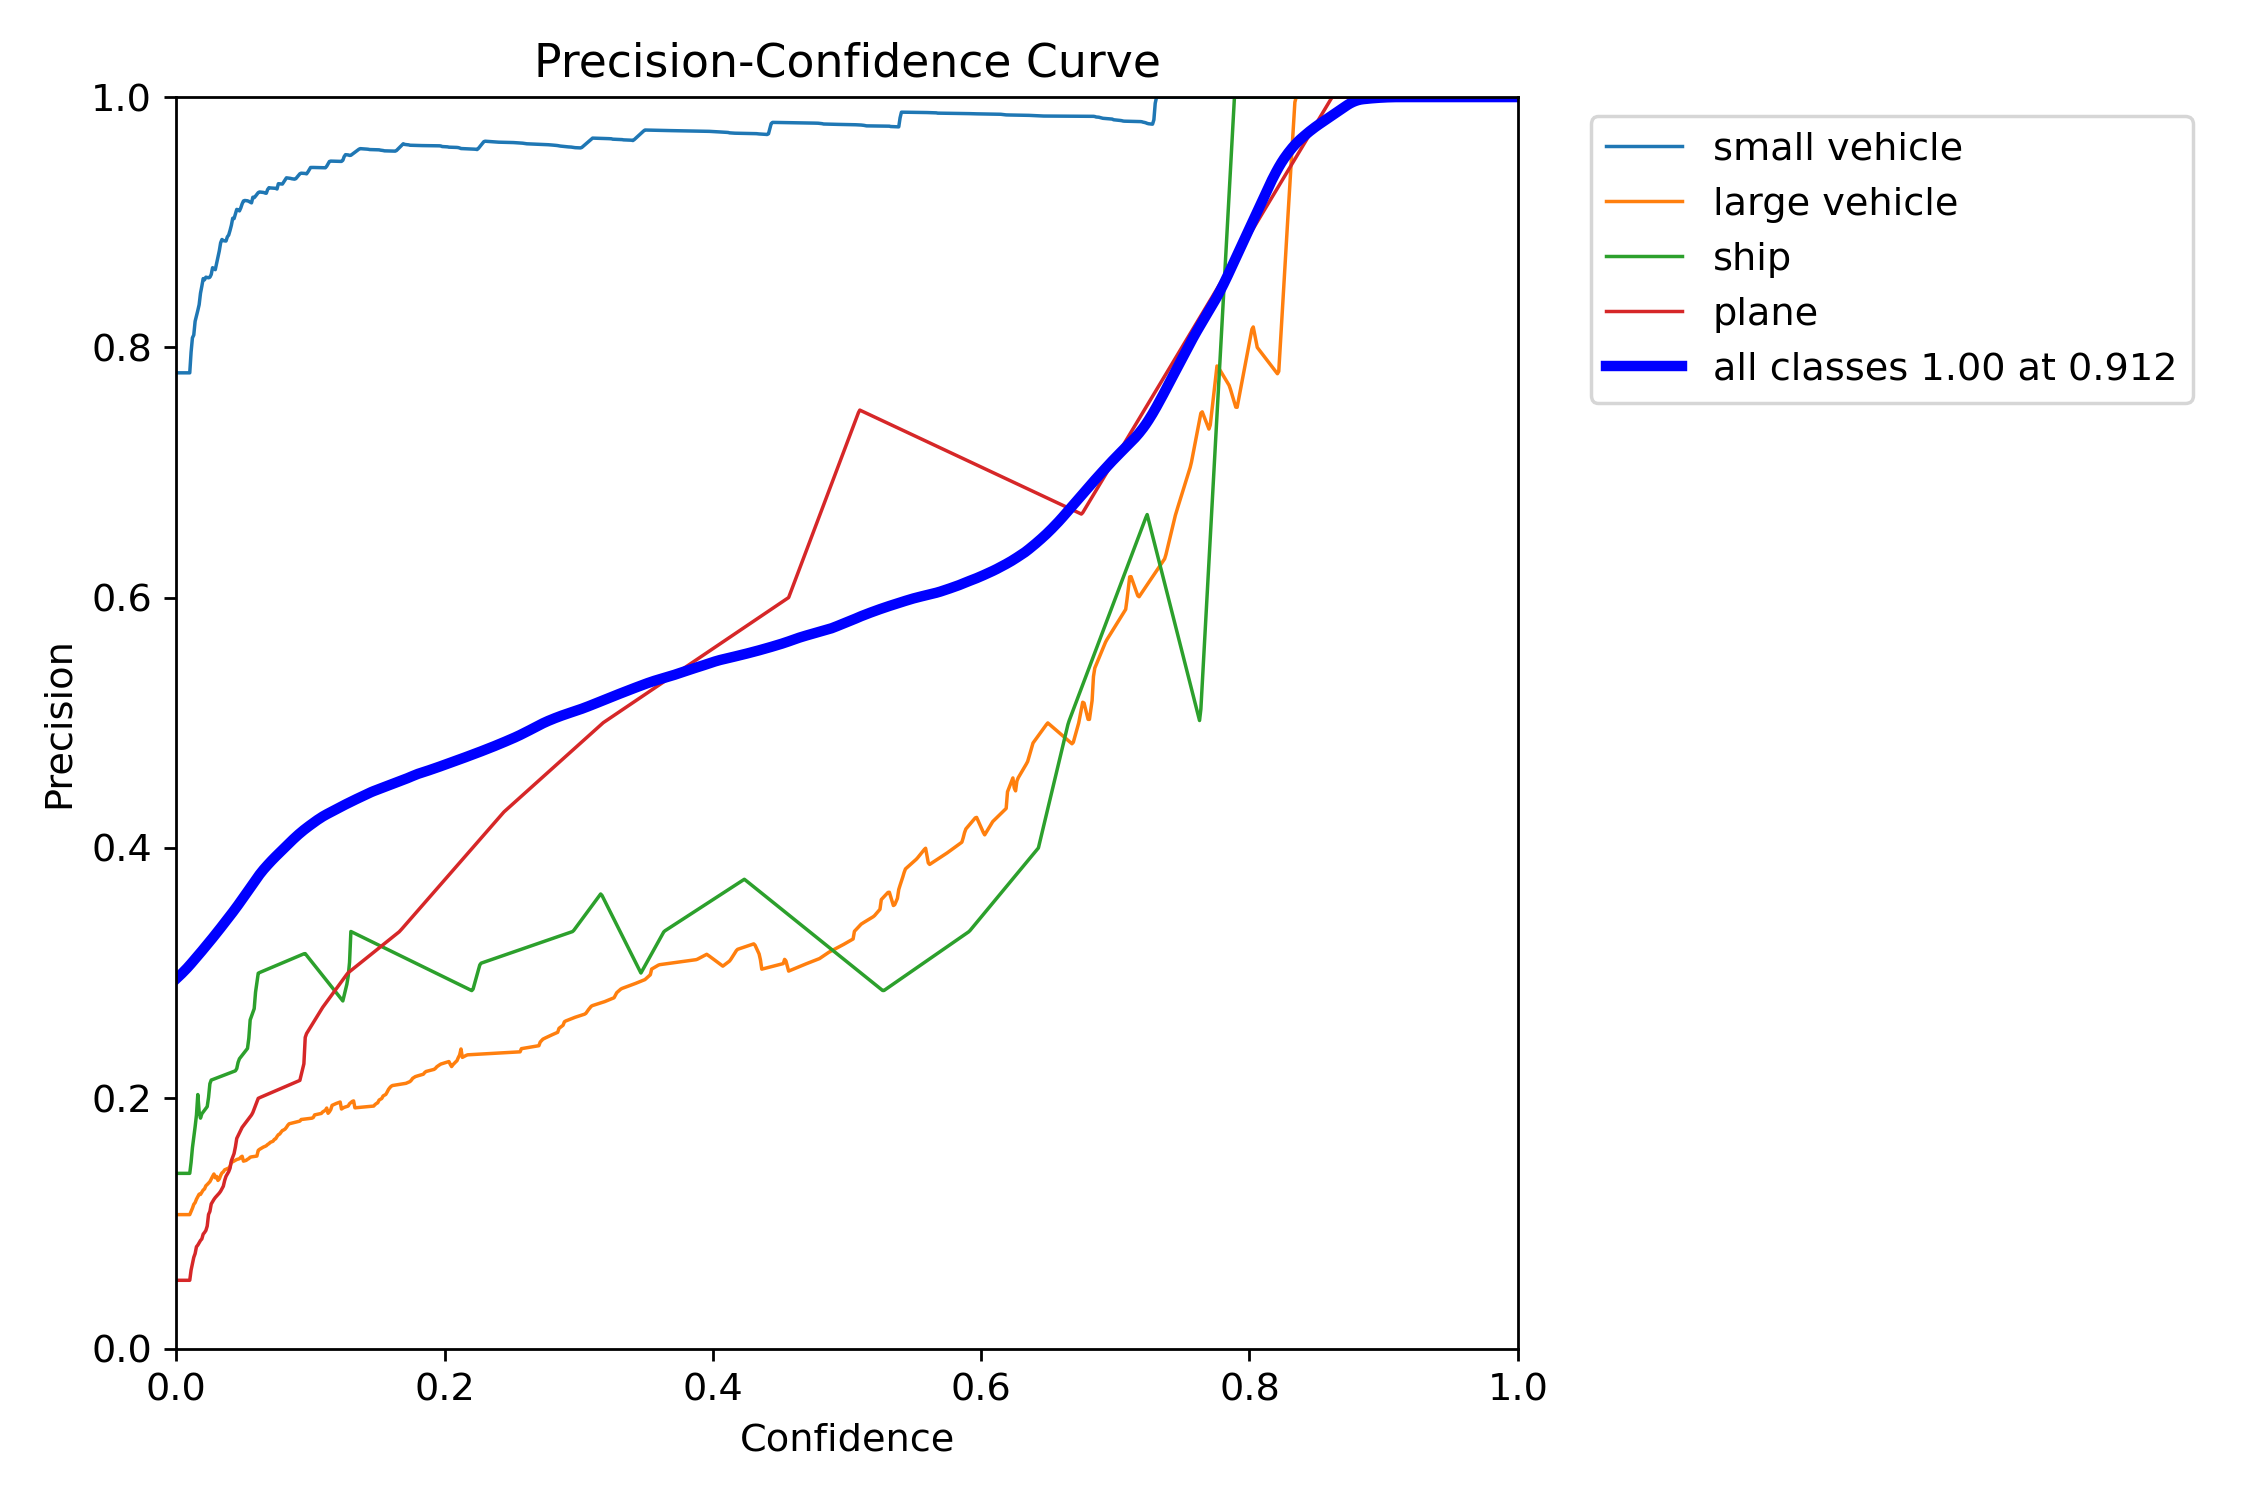 Precision-Confidence Curve
1.0
0.8
0.6
0.4
0.2
0.0
Precision
0.0 0.2 0.4 0.6 0.8 1.0
Confidence
small vehicle
large vehicle
ship
plane
all classes 1.00 at 0.912